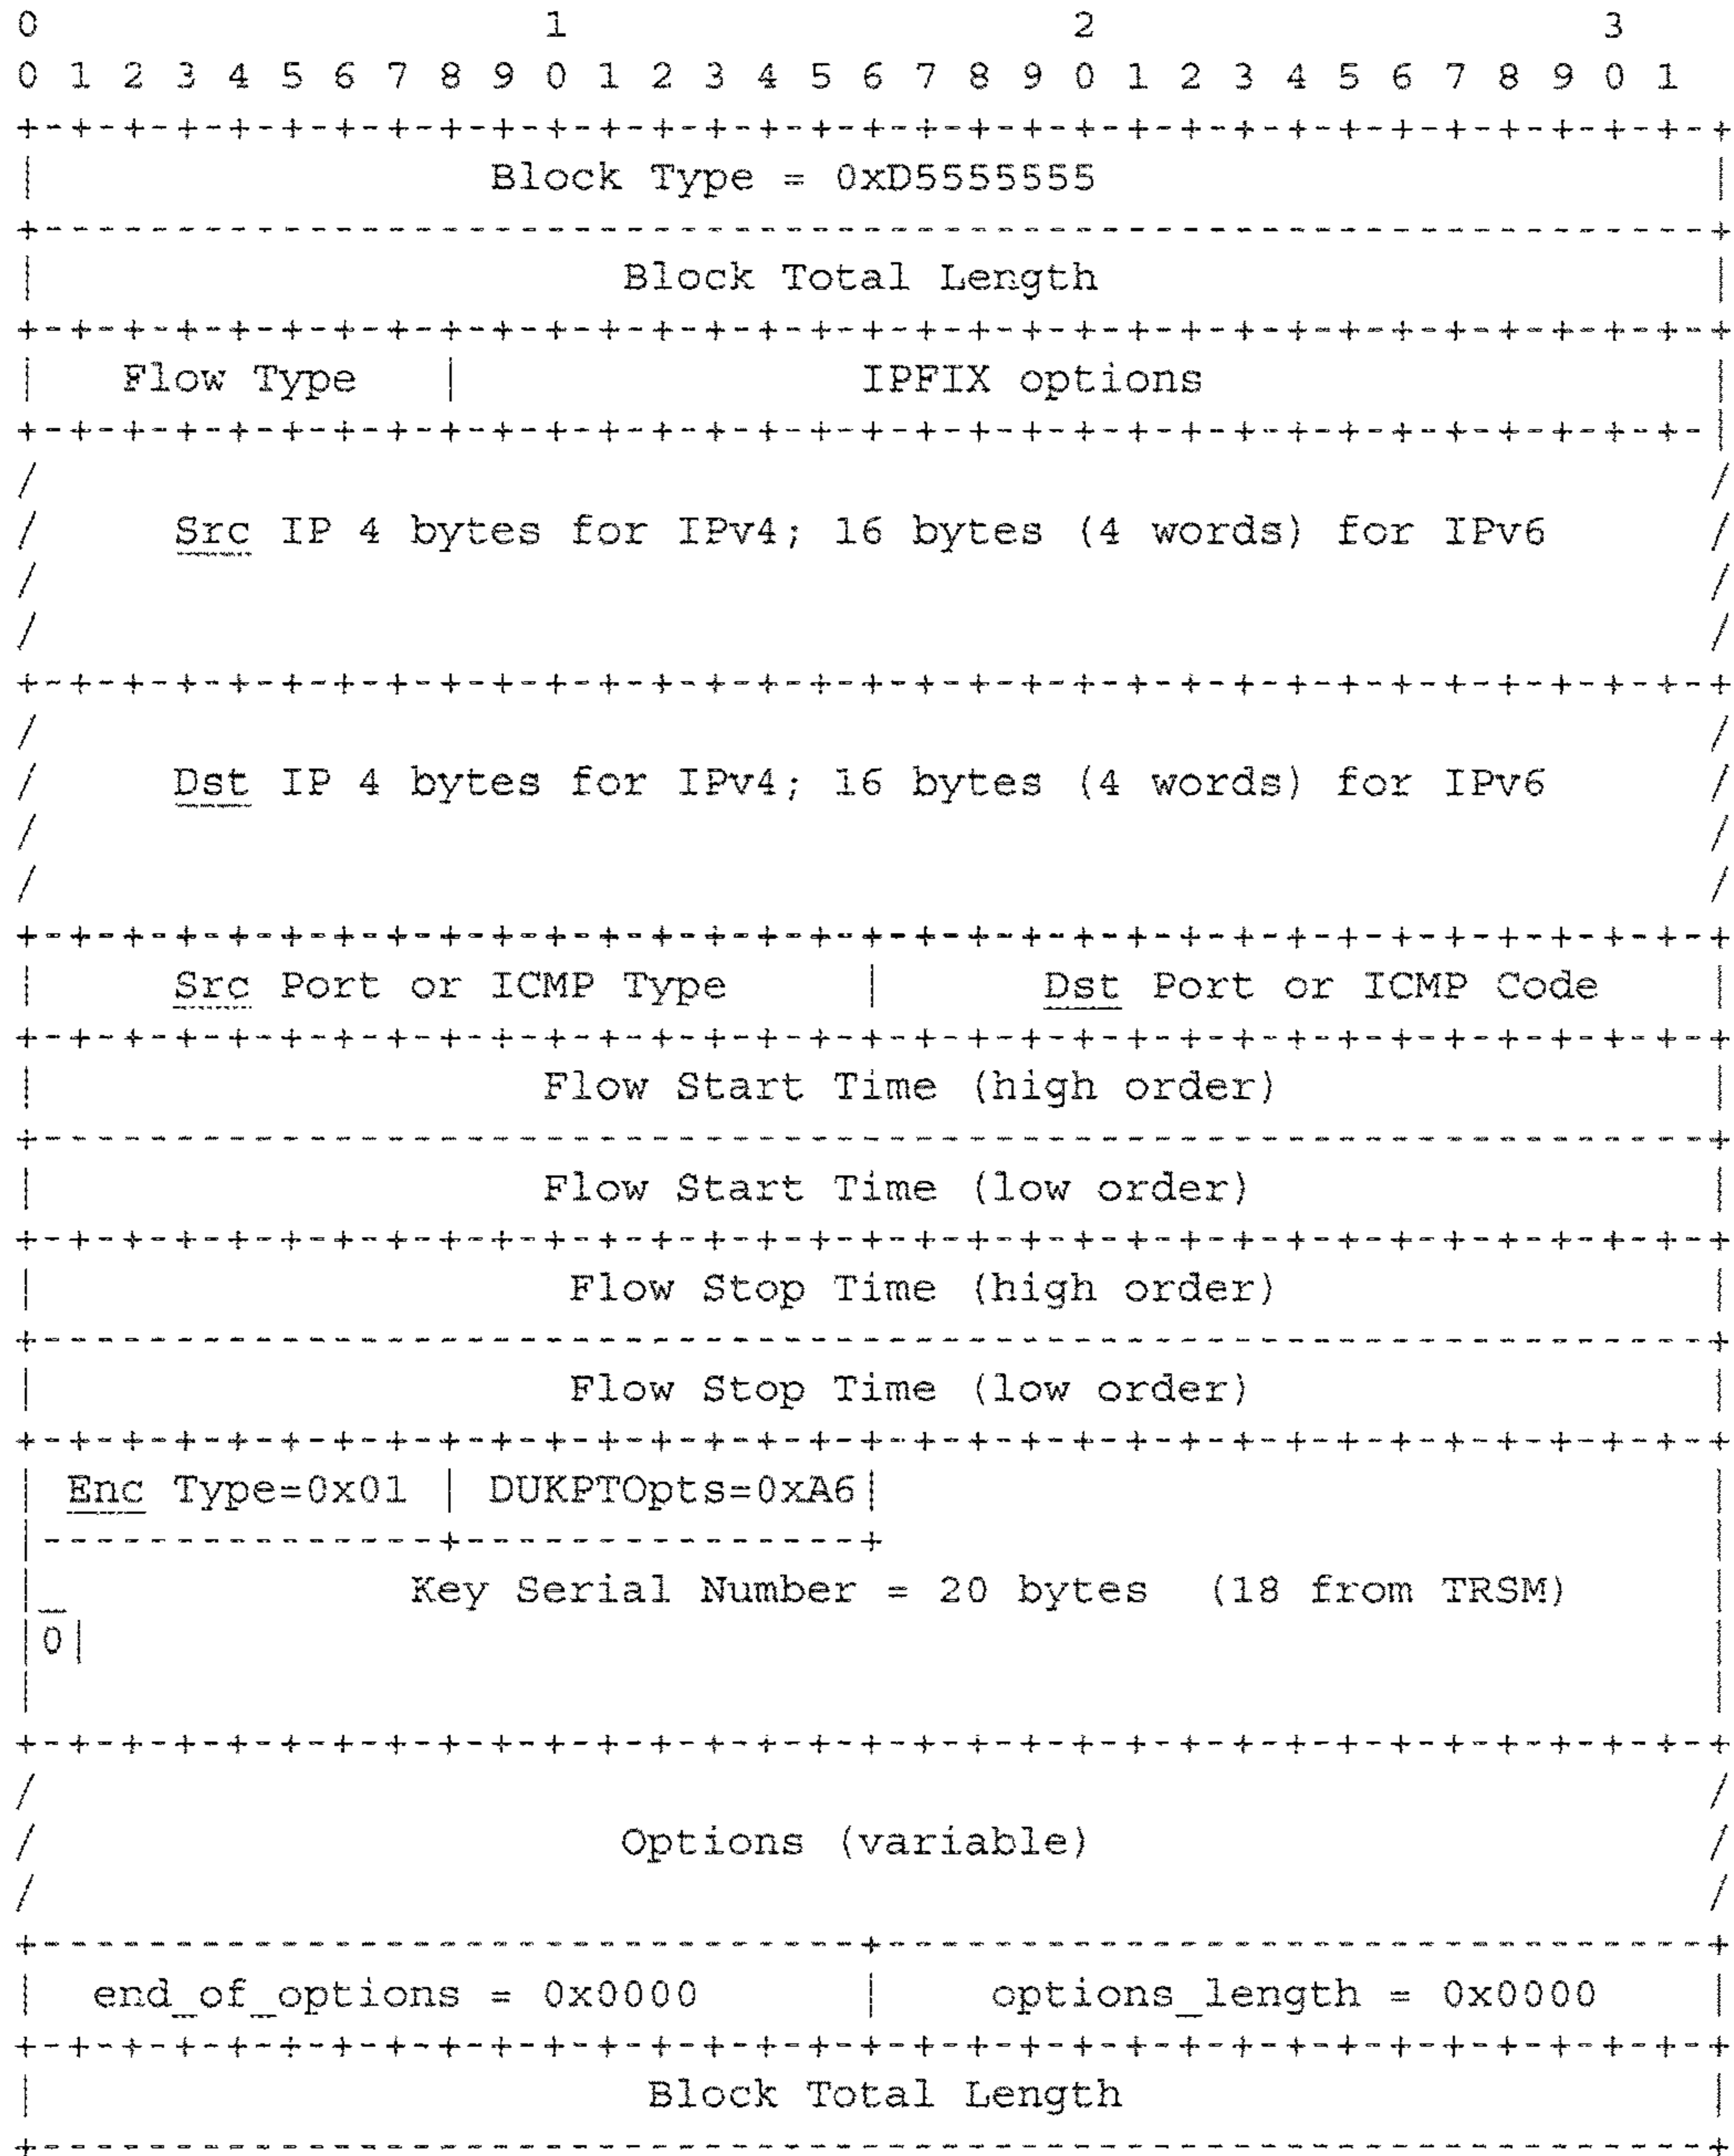 0 1 2 3
0 1 2 3 4 5 6 7 8 9 0 1 2 3 4 5 6 7 8 9 0 1 2 3 4 5 6 7 8 9 0 1
+-+-+-+-+-+-+-+-+-+-+-+-+-+-+-+-+-+-+-+-+-+-+-+-+-+-+-+-+-+-+-+-+
| Block Type = 0xD5555555 |
+---------------------------------------------------------------+
| Block Total Length |
+-+-+-+-+-+-+-+-+-+-+-+-+-+-+-+-+-+-+-+-+-+-+-+-+-+-+-+-+-+-+-+-+
| Flow Type | IPFIX options |
+-+-+-+-+-+-+-+-+-+-+-+-+-+-+-+-+-+-+-+-+-+-+-+-+-+-+-+-+-+-+-+-|
/ /
/ Src IP 4 bytes for IPv4; 16 bytes (4 words) for IPv6 /
/ /
/ /
+-+-+-+-+-+-+-+-+-+-+-+-+-+-+-+-+-+-+-+-+-+-+-+-+-+-+-+-+-+-+-+-+
/ /
/ Dst IP 4 bytes for IPv4; 16 bytes (4 words) for IPv6 /
/ /
/ /
+-+-+-+-+-+-+-+-+-+-+-+-+-+-+-+-+-+-+-+-+-+-+-+-+-+-+-+-+-+-+-+-+
| Src Port or ICMP Type | Dst Port or ICMP Code |
+-+-+-+-+-+-+-+-+-+-+-+-+-+-+-+-+-+-+-+-+-+-+-+-+-+-+-+-+-+-+-+-+
| Flow Start Time (high order) |
+---------------------------------------------------------------+
| Flow Start Time (low order) |
+-+-+-+-+-+-+-+-+-+-+-+-+-+-+-+-+-+-+-+-+-+-+-+-+-+-+-+-+-+-+-+-+
| Flow Stop Time (high order) |
+---------------------------------------------------------------+
| Flow Stop Time (low order) |
+-+-+-+-+-+-+-+-+-+-+-+-+-+-+-+-+-+-+-+-+-+-+-+-+-+-+-+-+-+-+-+-+
| Enc Type=0x01 | DUKPTOpts=0xA6| |
|---------------+---------------+ |
|_ Key Serial Number = 20 bytes (18 from TRSM) |
|0| |
| |
+-+-+-+-+-+-+-+-+-+-+-+-+-+-+-+-+-+-+-+-+-+-+-+-+-+-+-+-+-+-+-+-+
/ /
/ Options (variable) /
/ /
+-------------------------------+-------------------------------+
| end_of_options = 0x0000 | options_length = 0x0000 |
+-+-+-+-+-+-+-+-+-+-+-+-+-+-+-+-+-+-+-+-+-+-+-+-+-+-+-+-+-+-+-+-+
| Block Total Length |
+---------------------------------------------------------------+